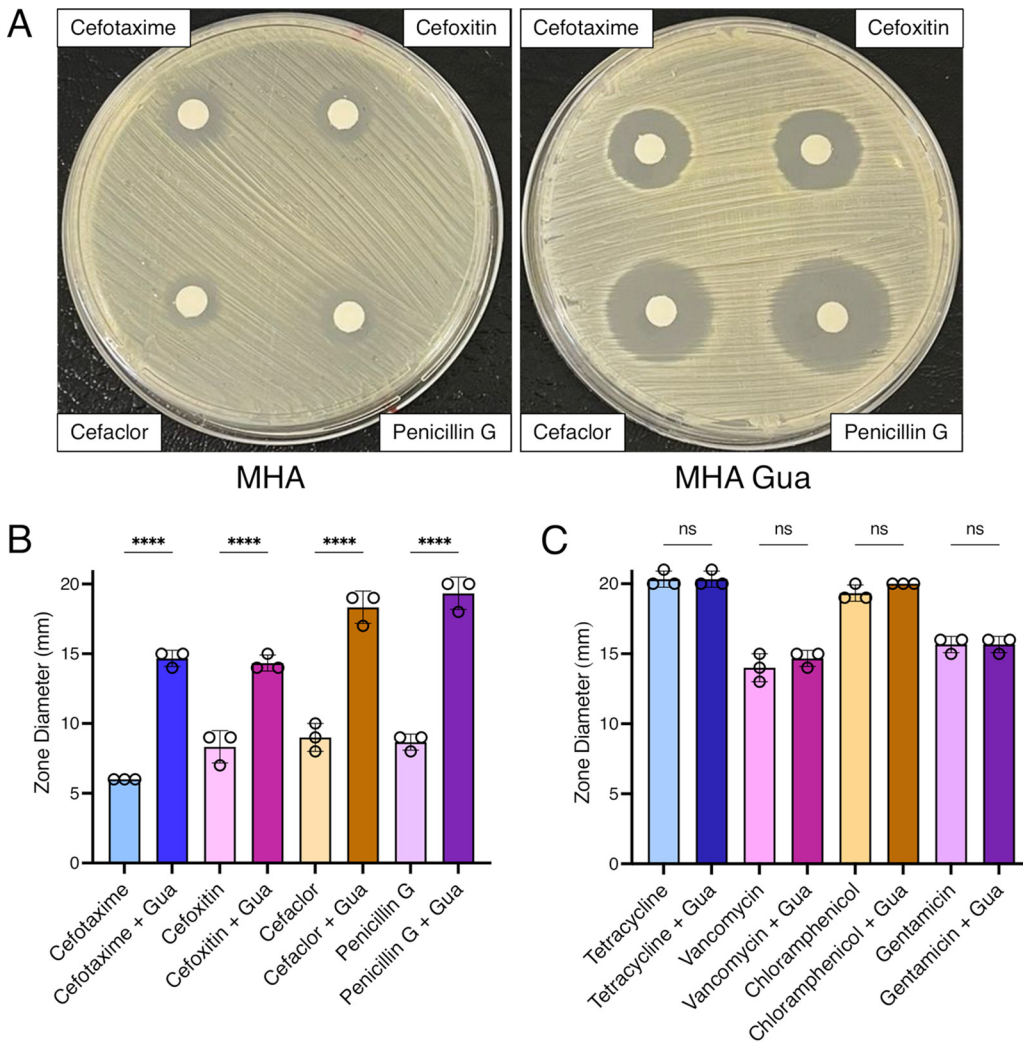 A
Cefotaxime
Cefoxitin
Cefaclor
Penicillin G
MHA
Cefotaxime
Cefoxitin
Cefaclor
Penicillin G
MHA Gua
B
**** **** **** ****
Zone Diameter (mm)
20
15
10
5
0
Cefotaxime
Cefotaxime + Gua
Cefoxitin
Cefoxitin + Gua
Cefaclor
Cefaclor + Gua
Penicillin G
Penicillin G + Gua
C
ns ns ns ns
Zone Diameter (mm)
20
15
10
5
0
Tetracycline
Tetracycline + Gua
Vancomycin
Vancomycin + Gua
Chloramphenicol
Chloramphenicol + Gua
Gentamicin
Gentamicin + Gua